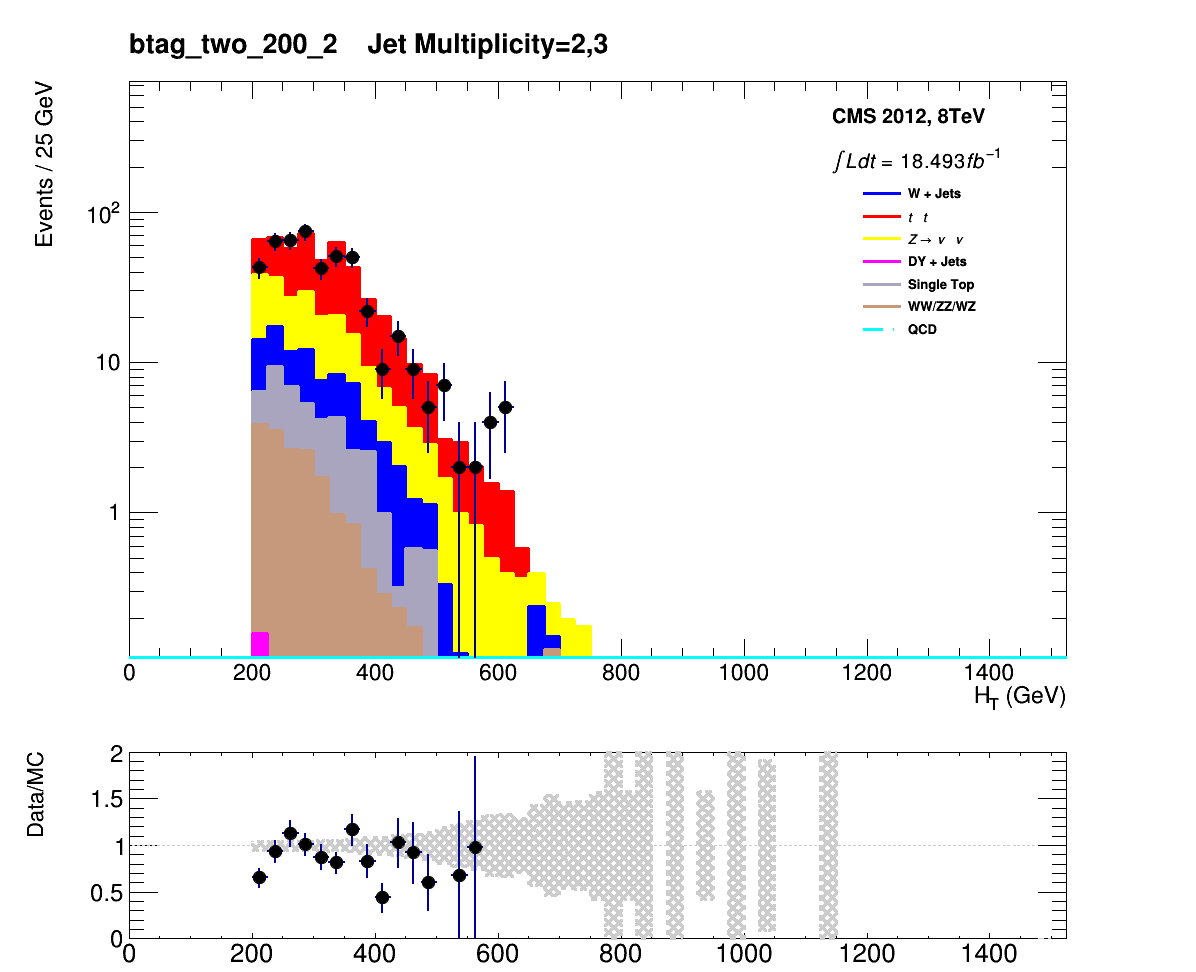 btag_two_200_2 Jet Multiplicity=2,3
Events / 25 GeV
CMS 2012, 8TeV
∫Ldt = 18.493fb⁻¹
W + Jets
t t
Z→ ν ν
DY + Jets
Single Top
WW/ZZ/WZ
QCD
10²
10
1
0 200 400 600 800 1000 1200 1400
H_T (GeV)
Data/MC
2
1.5
1
0.5
0
0 200 400 600 800 1000 1200 1400